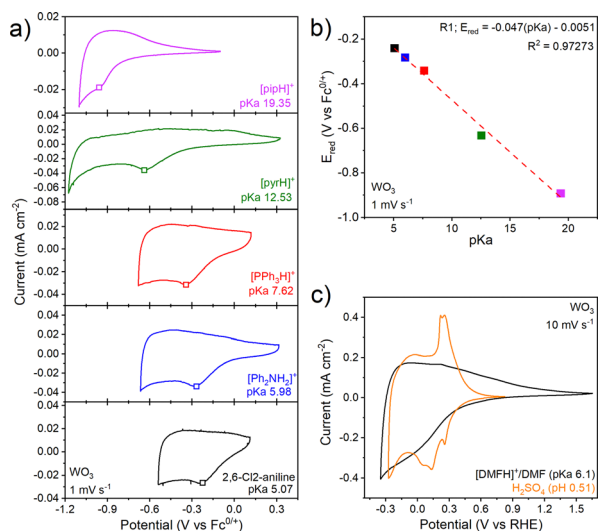 a)
0.02
0.00
-0.02
[pipH]⁺
pKa 19.35
0.04
0.02
0.00
-0.02
-0.04
-0.06
-0.08
[pyrH]⁺
pKa 12.53
0.02
0.00
-0.02
-0.04
[PPh₃H]⁺
pKa 7.62
0.04
0.02
0.00
-0.02
-0.04
[Ph₂NH₂]⁺
pKa 5.98
0.02
0.00
-0.02
-0.04
WO₃
1 mV s⁻¹
2,6-Cl2-aniline
pKa 5.07
-1.2 -0.9 -0.6 -0.3 0.0 0.3
Potential (V vs Fc⁰ᐟ⁺)
Current (mA cm⁻²)
b)
R1; E_red = -0.047(pKa) - 0.0051
R² = 0.97273
0.0
-0.2
-0.4
-0.6
-0.8
-1.0
WO₃
1 mV s⁻¹
0 5 10 15 20
pKa
E_red (V vs Fc⁰ᐟ⁺)
c)
WO₃
10 mV s⁻¹
0.4
0.2
0.0
-0.2
-0.4
[DMFH]⁺/DMF (pKa 6.1)
H₂SO₄ (pH 0.51)
-0.3 0.0 0.3 0.6 0.9 1.2 1.5
Potential (V vs RHE)
Current (mA cm⁻²)